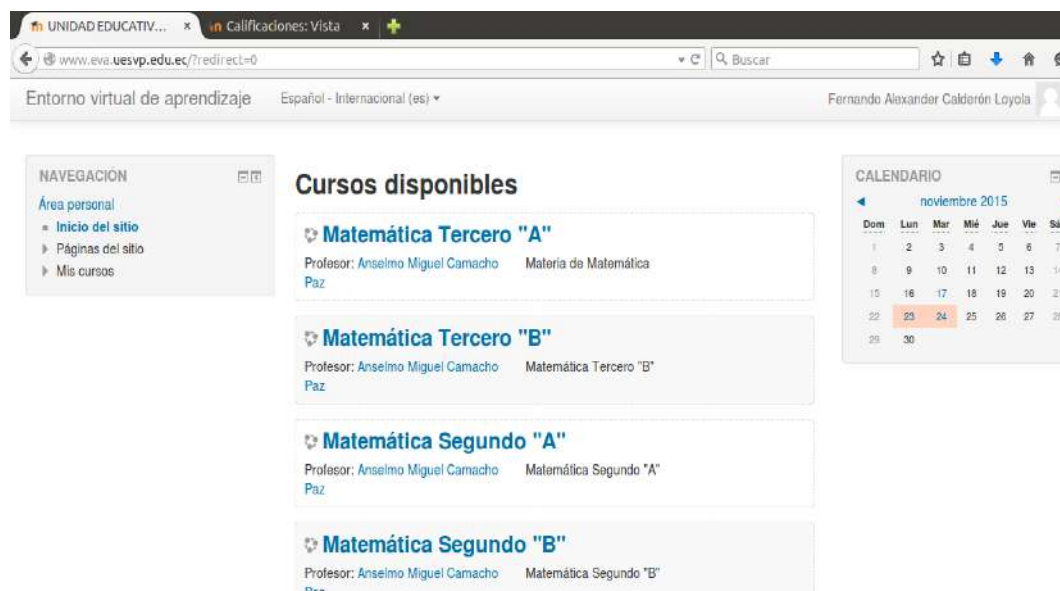 UNIDAD EDUCATIV... ×
Calificaciones: Vista ×
www.eva.uesvp.edu.ec/?redirect=0
Buscar
Entorno virtual de aprendizaje
Español - Internacional (es)
Fernando Alexander Calderón Loyola
NAVEGACIÓN
Área personal
Inicio del sitio
Páginas del sitio
Mis cursos
Cursos disponibles
Matemática Tercero "A"
Profesor: Anselmo Miguel Camacho Materia de Matemática
Paz
Matemática Tercero "B"
Profesor: Anselmo Miguel Camacho Matemática Tercero "B"
Paz
Matemática Segundo "A"
Profesor: Anselmo Miguel Camacho Matemática Segundo "A"
Paz
Matemática Segundo "B"
Profesor: Anselmo Miguel Camacho Matemática Segundo "B"
CALENDARIO
noviembre 2015
Dom Lun Mar Mié Jue Vie
1 2 3 4 5 6 7
8 9 10 11 12 13
15 16 17 18 19 20
22 23 24 25 26 27
29 30